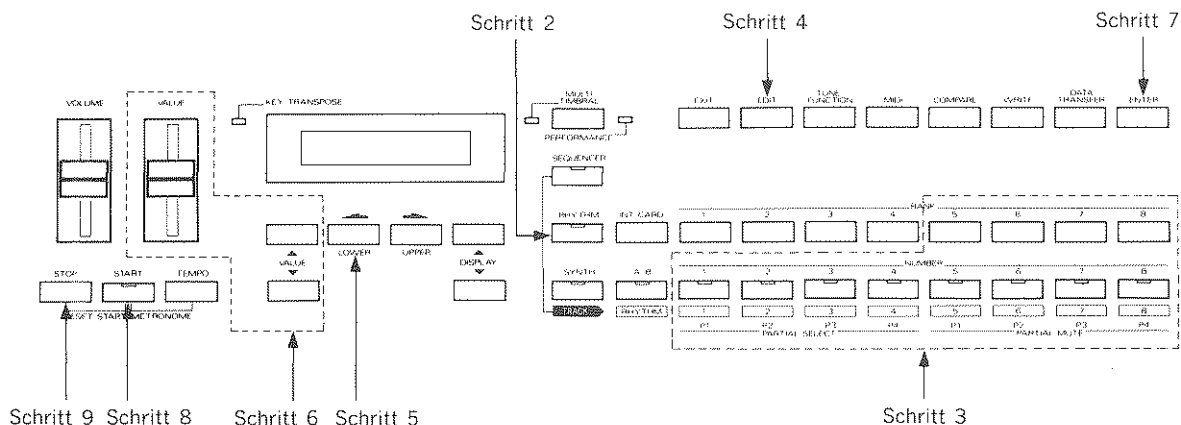 Schritt 2 Schritt 4 Schritt 7
VOLUME VALUE KEY TRANSPOSE MULTI TIMBRAL EXIT EDIT TUNE FUNCTION MIDI COMPARE WRITE DATA TRANSFER ENTER
PERFORMANCE
SEQUENCER
BANK
RHYTHM INT CARD 1 2 3 4 5 6 7 8
LOWER UPPER
STOP START TEMPO VALUE DISPLAY SYNTH A B NUMBER
1 2 3 4 5 6 7 8
RESET START METRONOME TRACK RHYTHM 1 2 3 4 5 6 7 8
P1 P2 P3 P4 P1 P2 P3 P4
PARTIAL SELECT PARTIAL MUTE
Schritt 9 Schritt 8 Schritt 6 Schritt 5 Schritt 3